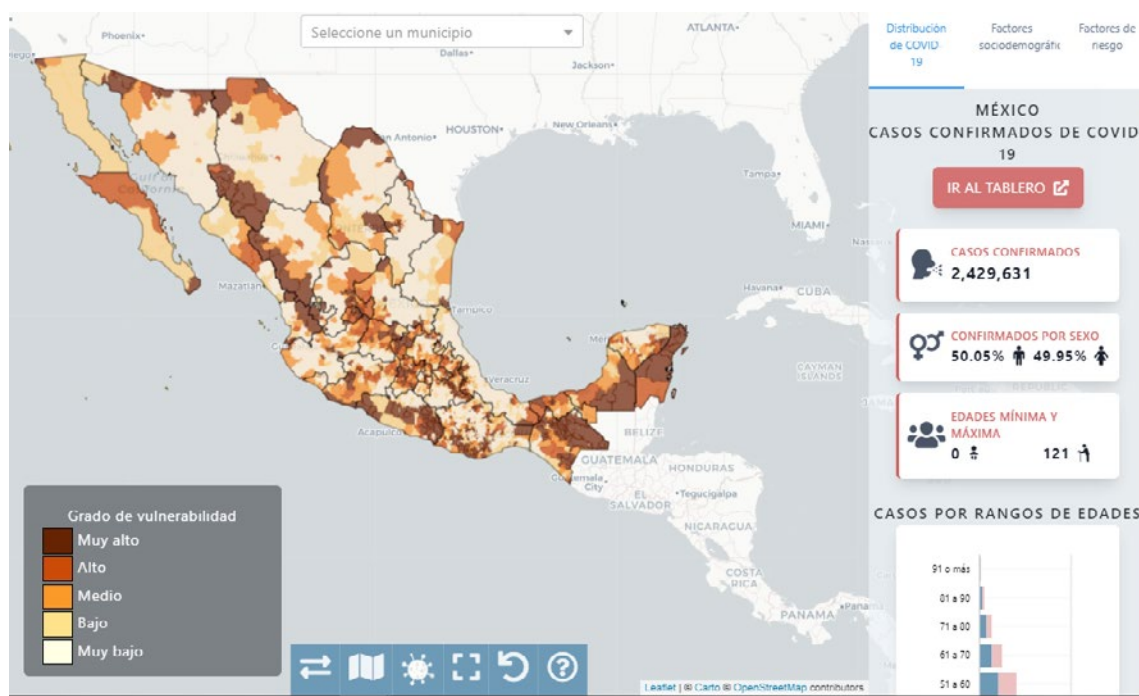 Seleccione un municipio
Phoenix
Dallas
ATLANTA
Jackson
an Antonio
HOUSTON
New Orleans
Tampa
MIAMI
Gulf of
California
Mazatlán
Tampico
Havana
CUBA
CAYMAN
ISLANDS
Veracruz
Acapulco
BELIZE
GUATEMALA
HONDURAS
Guatemala
City
EL
SALVADOR
Tegucigalpa
NICARAGUA
COSTA
RICA
PANAMA
Grado de vulnerabilidad
Muy alto
Alto
Medio
Bajo
Muy bajo
Leaflet | © Carto © OpenStreetMap contributors
Distribución
de COVID
19
Factores
sociodemográfic
Factores de
riesgo
MÉXICO
CASOS CONFIRMADOS DE COVID
19
IR AL TABLERO
CASOS CONFIRMADOS
2,429,631
CONFIRMADOS POR SEXO
50.05% 49.95%
EDADES MÍNIMA Y
MÁXIMA
0 121
CASOS POR RANGOS DE EDADES
91 o más
81 a 90
71 a 80
61 a 70
51 a 60